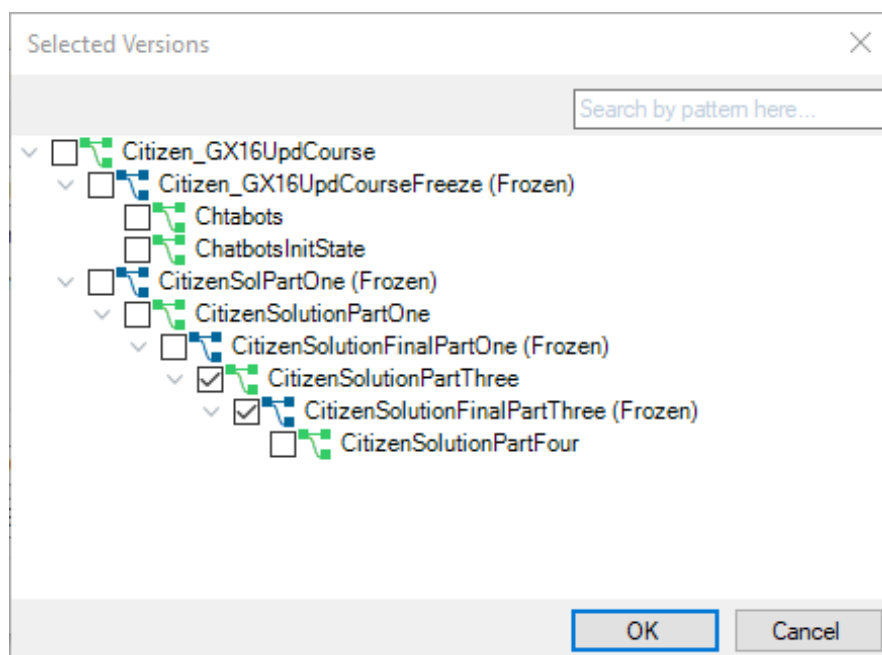 Selected Versions
Search by pattern here...
Citizen_GX16UpdCourse
Citizen_GX16UpdCourseFreeze (Frozen)
Chtabots
ChatbotsInitState
CitizenSolPartOne (Frozen)
CitizenSolutionPartOne
CitizenSolutionFinalPartOne (Frozen)
CitizenSolutionPartThree
CitizenSolutionFinalPartThree (Frozen)
CitizenSolutionPartFour
OK Cancel